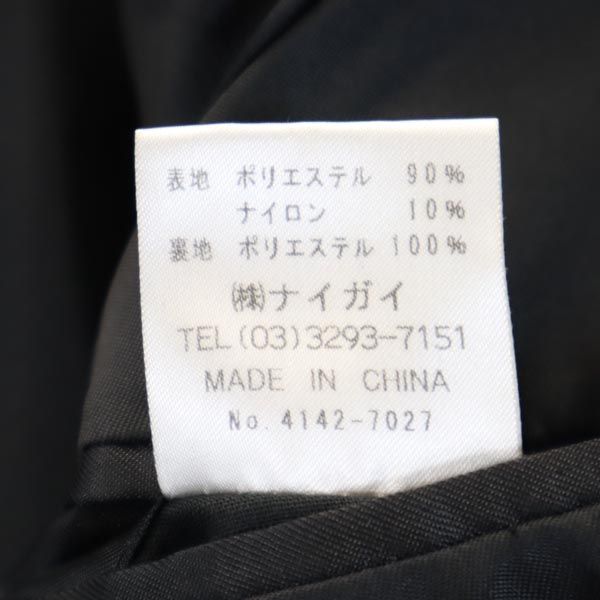 表地 ポリエステル 90%
ナイロン 10%
裏地 ポリエステル 100%
㈱ナイガイ
TEL(03)3293-7151
MADE IN CHINA
No. 4142-7027